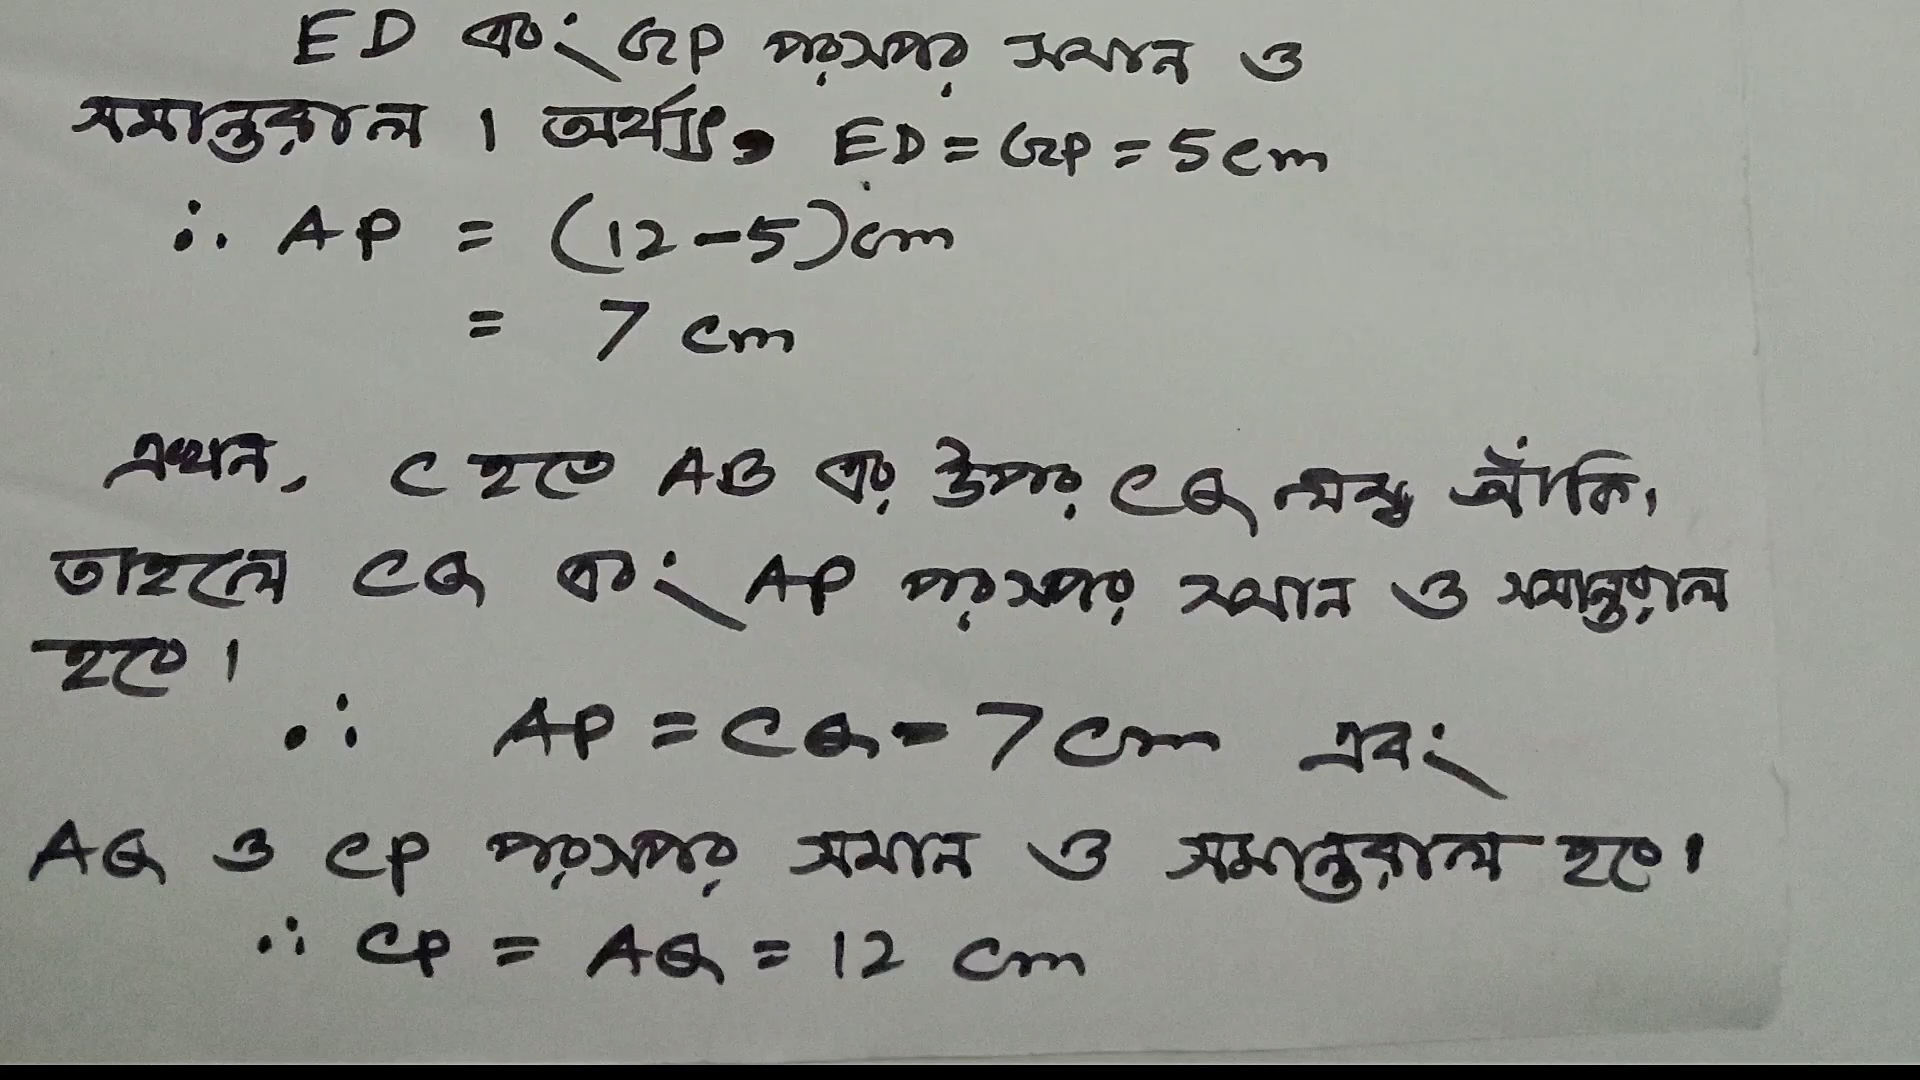 ED এবং GP পরস্পর সমান ও
সমান্তরাল । অর্থাৎ, ED = GP = 5cm
∴ AP = (12-5)cm
= 7 cm
এখন, C হতে AB এর উপর CQ লম্ব আঁকি,
তাহলে CQ এবং AP পরস্পর সমান ও সমান্তরাল
হবে।
∴ AP = CQ = 7cm এবং
AQ ও CP পরস্পর সমান ও সমান্তরাল হবে।
∴ CP = AQ = 12 cm